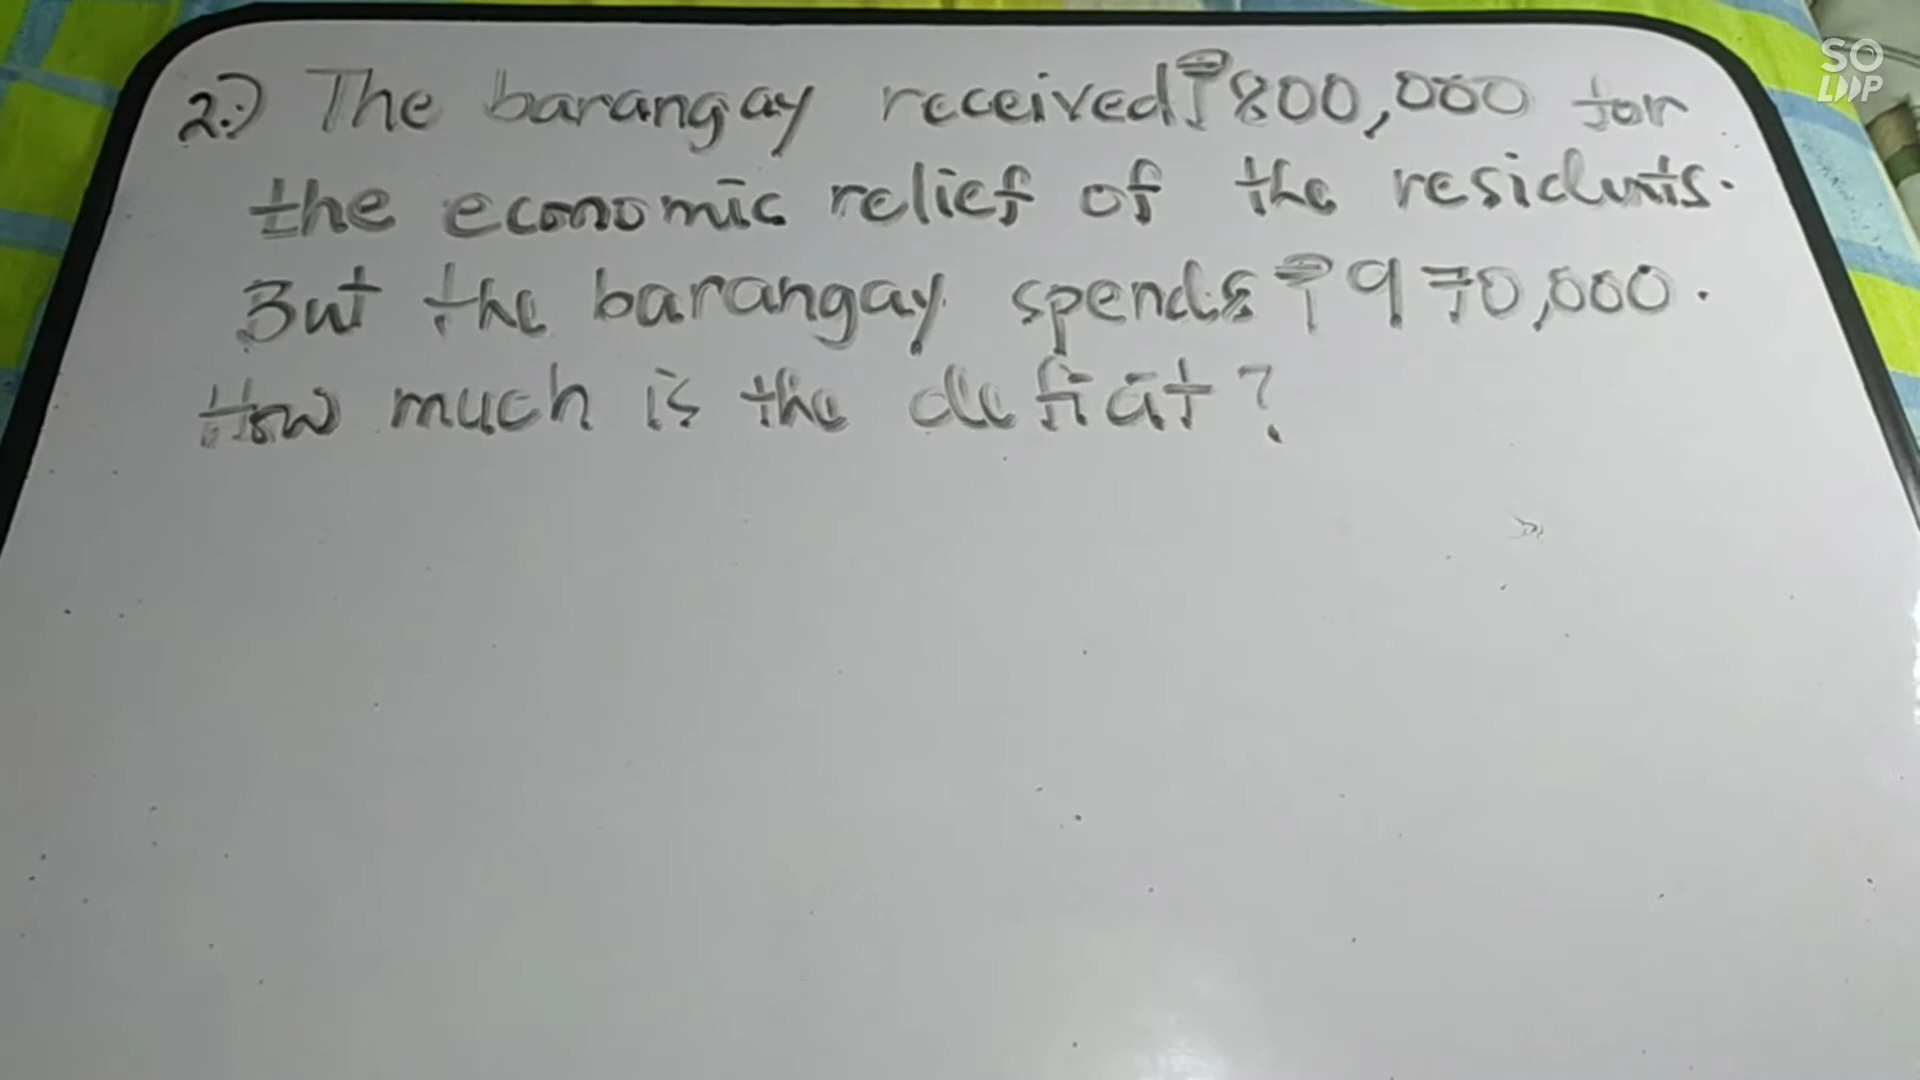 2.) The barangay received ₱800,000 for
the economic relief of the residents.
But the barangay spends ₱970,000.
How much is the deficit?
SO
LOOP